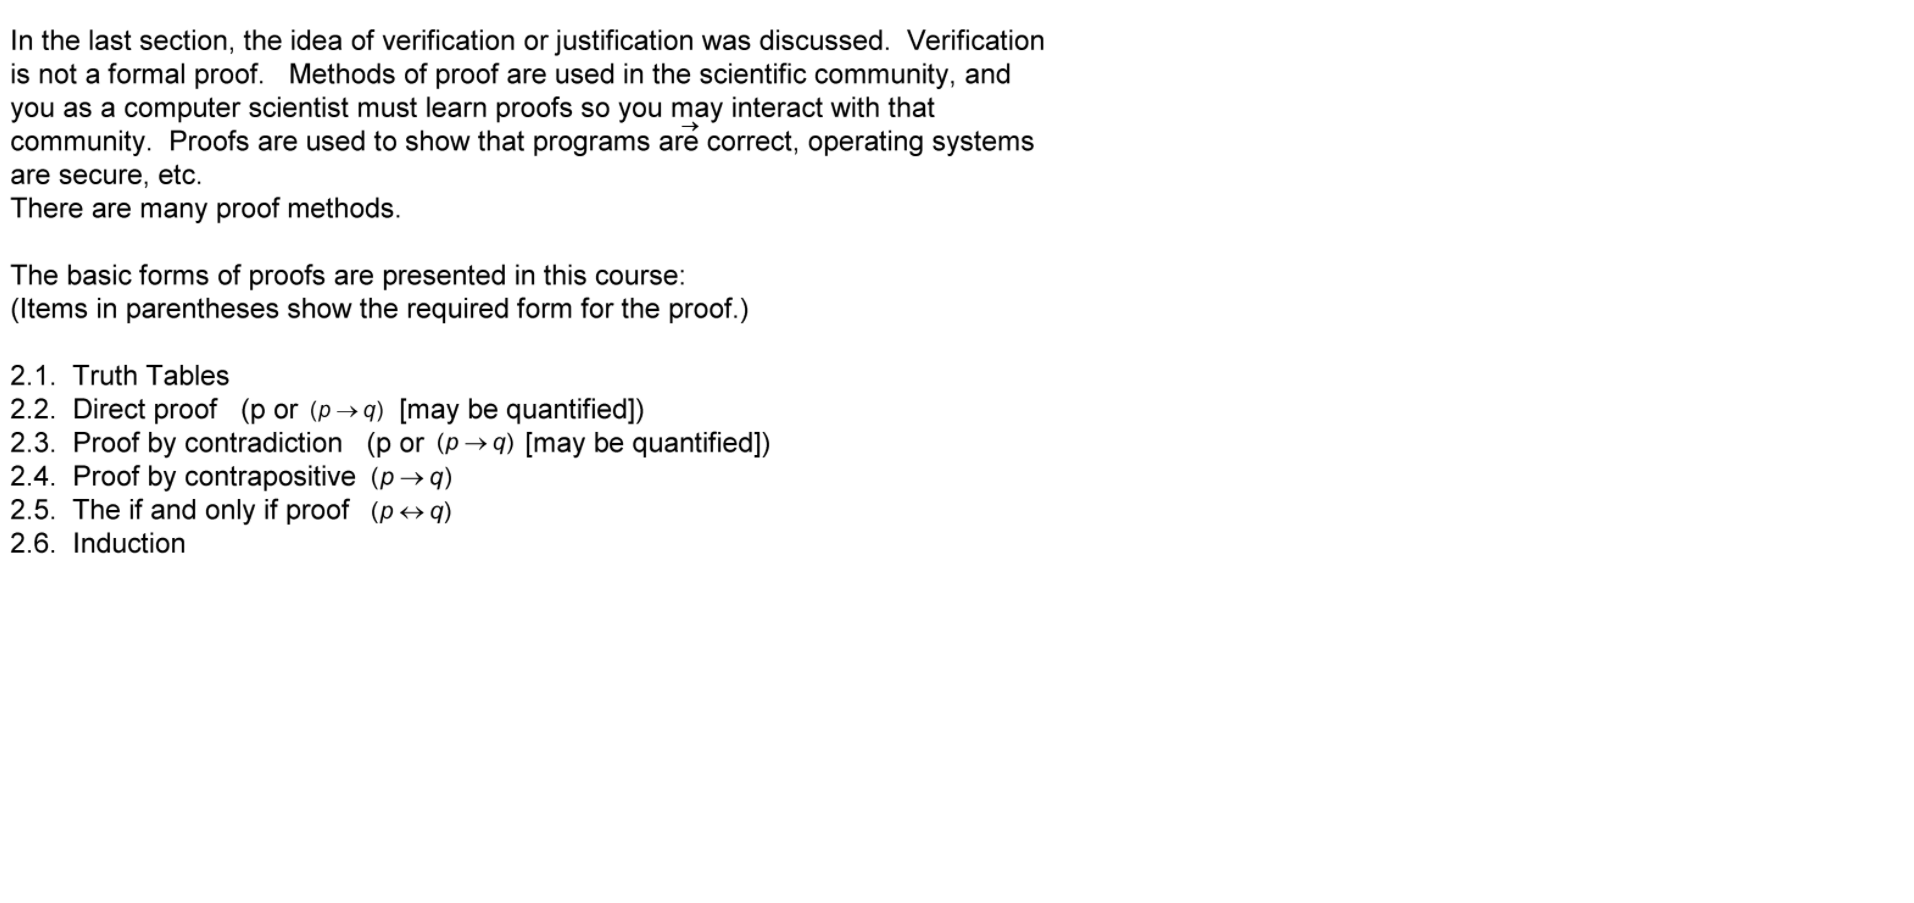 In the last section, the idea of verification or justification was discussed.  Verification
is not a formal proof.   Methods of proof are used in the scientific community, and
you as a computer scientist must learn proofs so you may interact with that
community.  Proofs are used to show that programs are→ correct, operating systems
are secure, etc.
There are many proof methods.

The basic forms of proofs are presented in this course:
(Items in parentheses show the required form for the proof.)

2.1.  Truth Tables
2.2.  Direct proof   (p or (p → q)  [may be quantified])
2.3.  Proof by contradiction   (p or (p → q) [may be quantified])
2.4.  Proof by contrapositive  (p → q)
2.5.  The if and only if proof   (p ↔ q)
2.6.  Induction